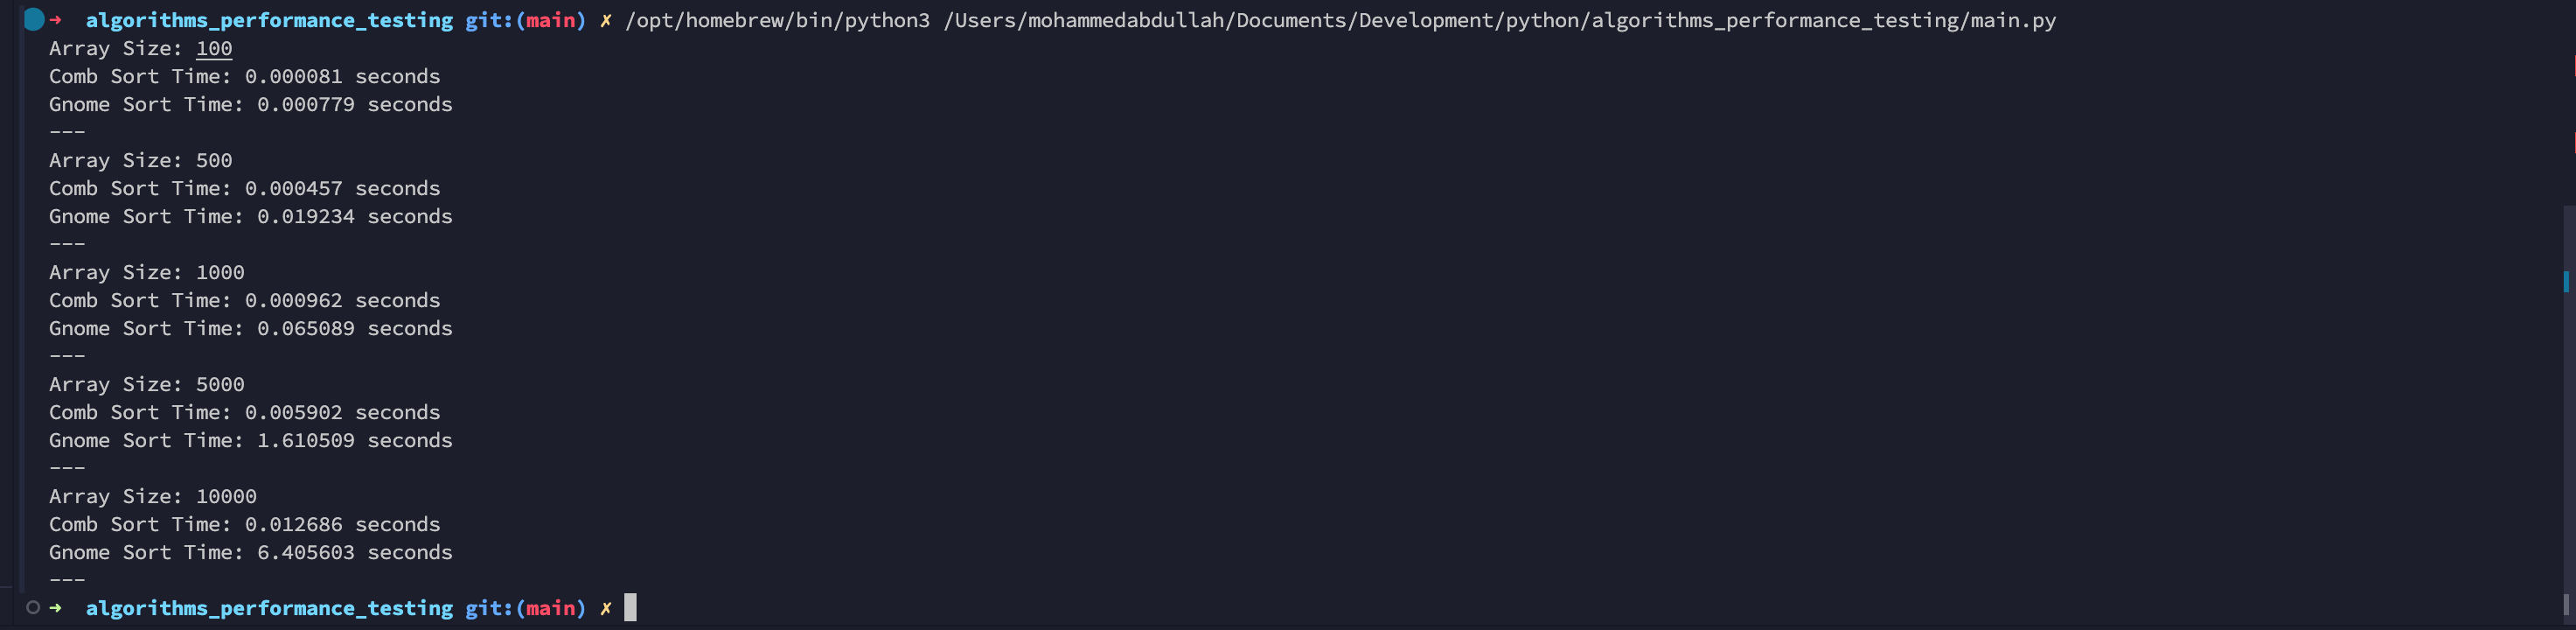 ➜ algorithms_performance_testing git:(main) ✗ /opt/homebrew/bin/python3 /Users/mohammedabdullah/Documents/Development/python/algorithms_performance_testing/main.py
Array Size: 100
Comb Sort Time: 0.000081 seconds
Gnome Sort Time: 0.000779 seconds
---
Array Size: 500
Comb Sort Time: 0.000457 seconds
Gnome Sort Time: 0.019234 seconds
---
Array Size: 1000
Comb Sort Time: 0.000962 seconds
Gnome Sort Time: 0.065089 seconds
---
Array Size: 5000
Comb Sort Time: 0.005902 seconds
Gnome Sort Time: 1.610509 seconds
---
Array Size: 10000
Comb Sort Time: 0.012686 seconds
Gnome Sort Time: 6.405603 seconds
---
➜ algorithms_performance_testing git:(main) ✗